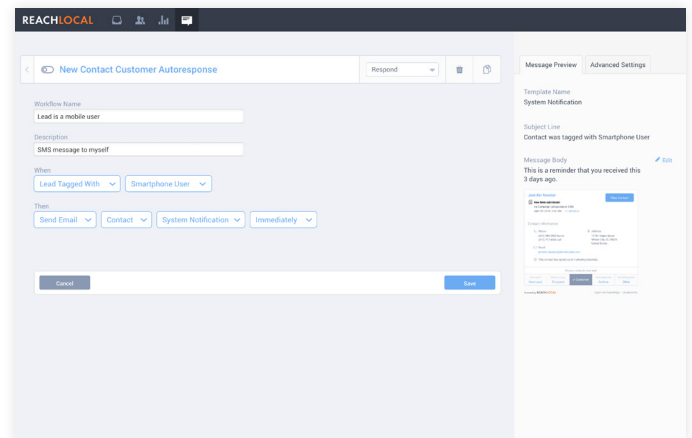 REACHLOCAL
New Contact Customer Autoresponse
Respond
Workflow Name
Lead is a mobile user
Description
SMS message to myself
When
Lead Tagged With
Smartphone User
Then
Send Email
Contact
System Notification
Immediately
Cancel
Save
Message Preview
Advanced Settings
Template Name
System Notification
Subject Line
Contact was tagged with Smartphone User
Message Body
Edit
This is a reminder that you received this
3 days ago.
Contact Information
REACHLOCAL